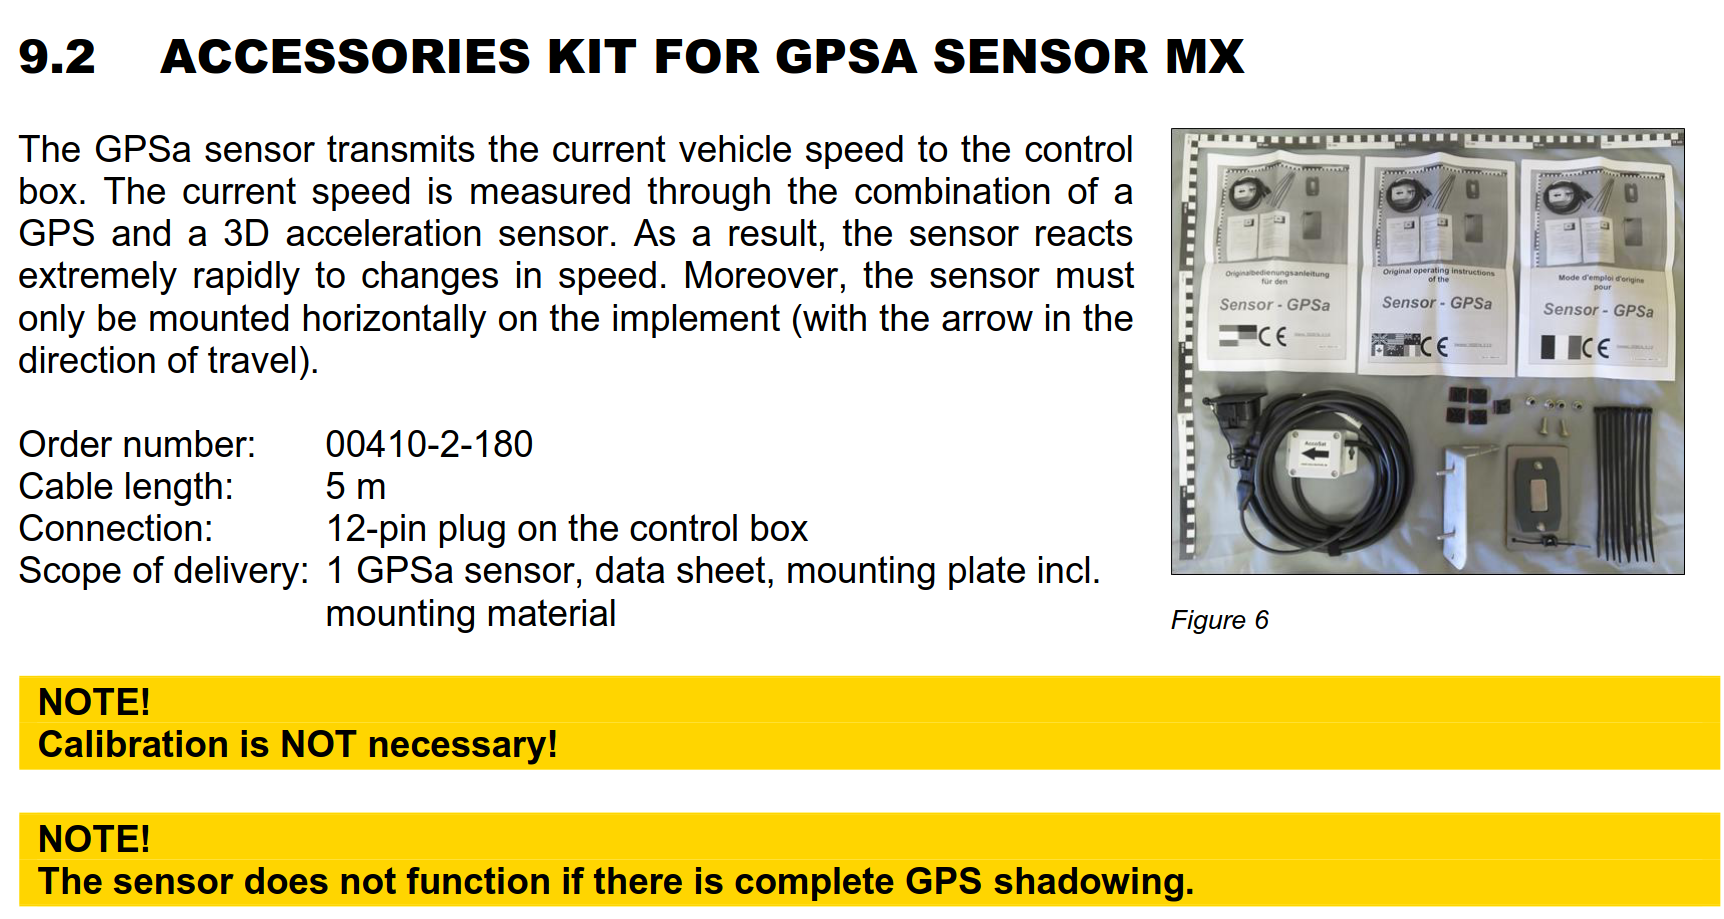 9.2 ACCESSORIES KIT FOR GPSA SENSOR MX
The GPSa sensor transmits the current vehicle speed to the control
box. The current speed is measured through the combination of a
GPS and a 3D acceleration sensor. As a result, the sensor reacts
extremely rapidly to changes in speed. Moreover, the sensor must
only be mounted horizontally on the implement (with the arrow in the
direction of travel).
Order number: 00410-2-180
Cable length: 5 m
Connection: 12-pin plug on the control box
Scope of delivery: 1 GPSa sensor, data sheet, mounting plate incl.
mounting material
Originalbedienungsanleitung
für den
Sensor - GPSa
CE
Original operating instructions
of the
Sensor - GPSa
CE
Mode d'emploi d'origine
pour
Sensor - GPSa
CE
AccuSat
Figure 6
NOTE!
Calibration is NOT necessary!
NOTE!
The sensor does not function if there is complete GPS shadowing.